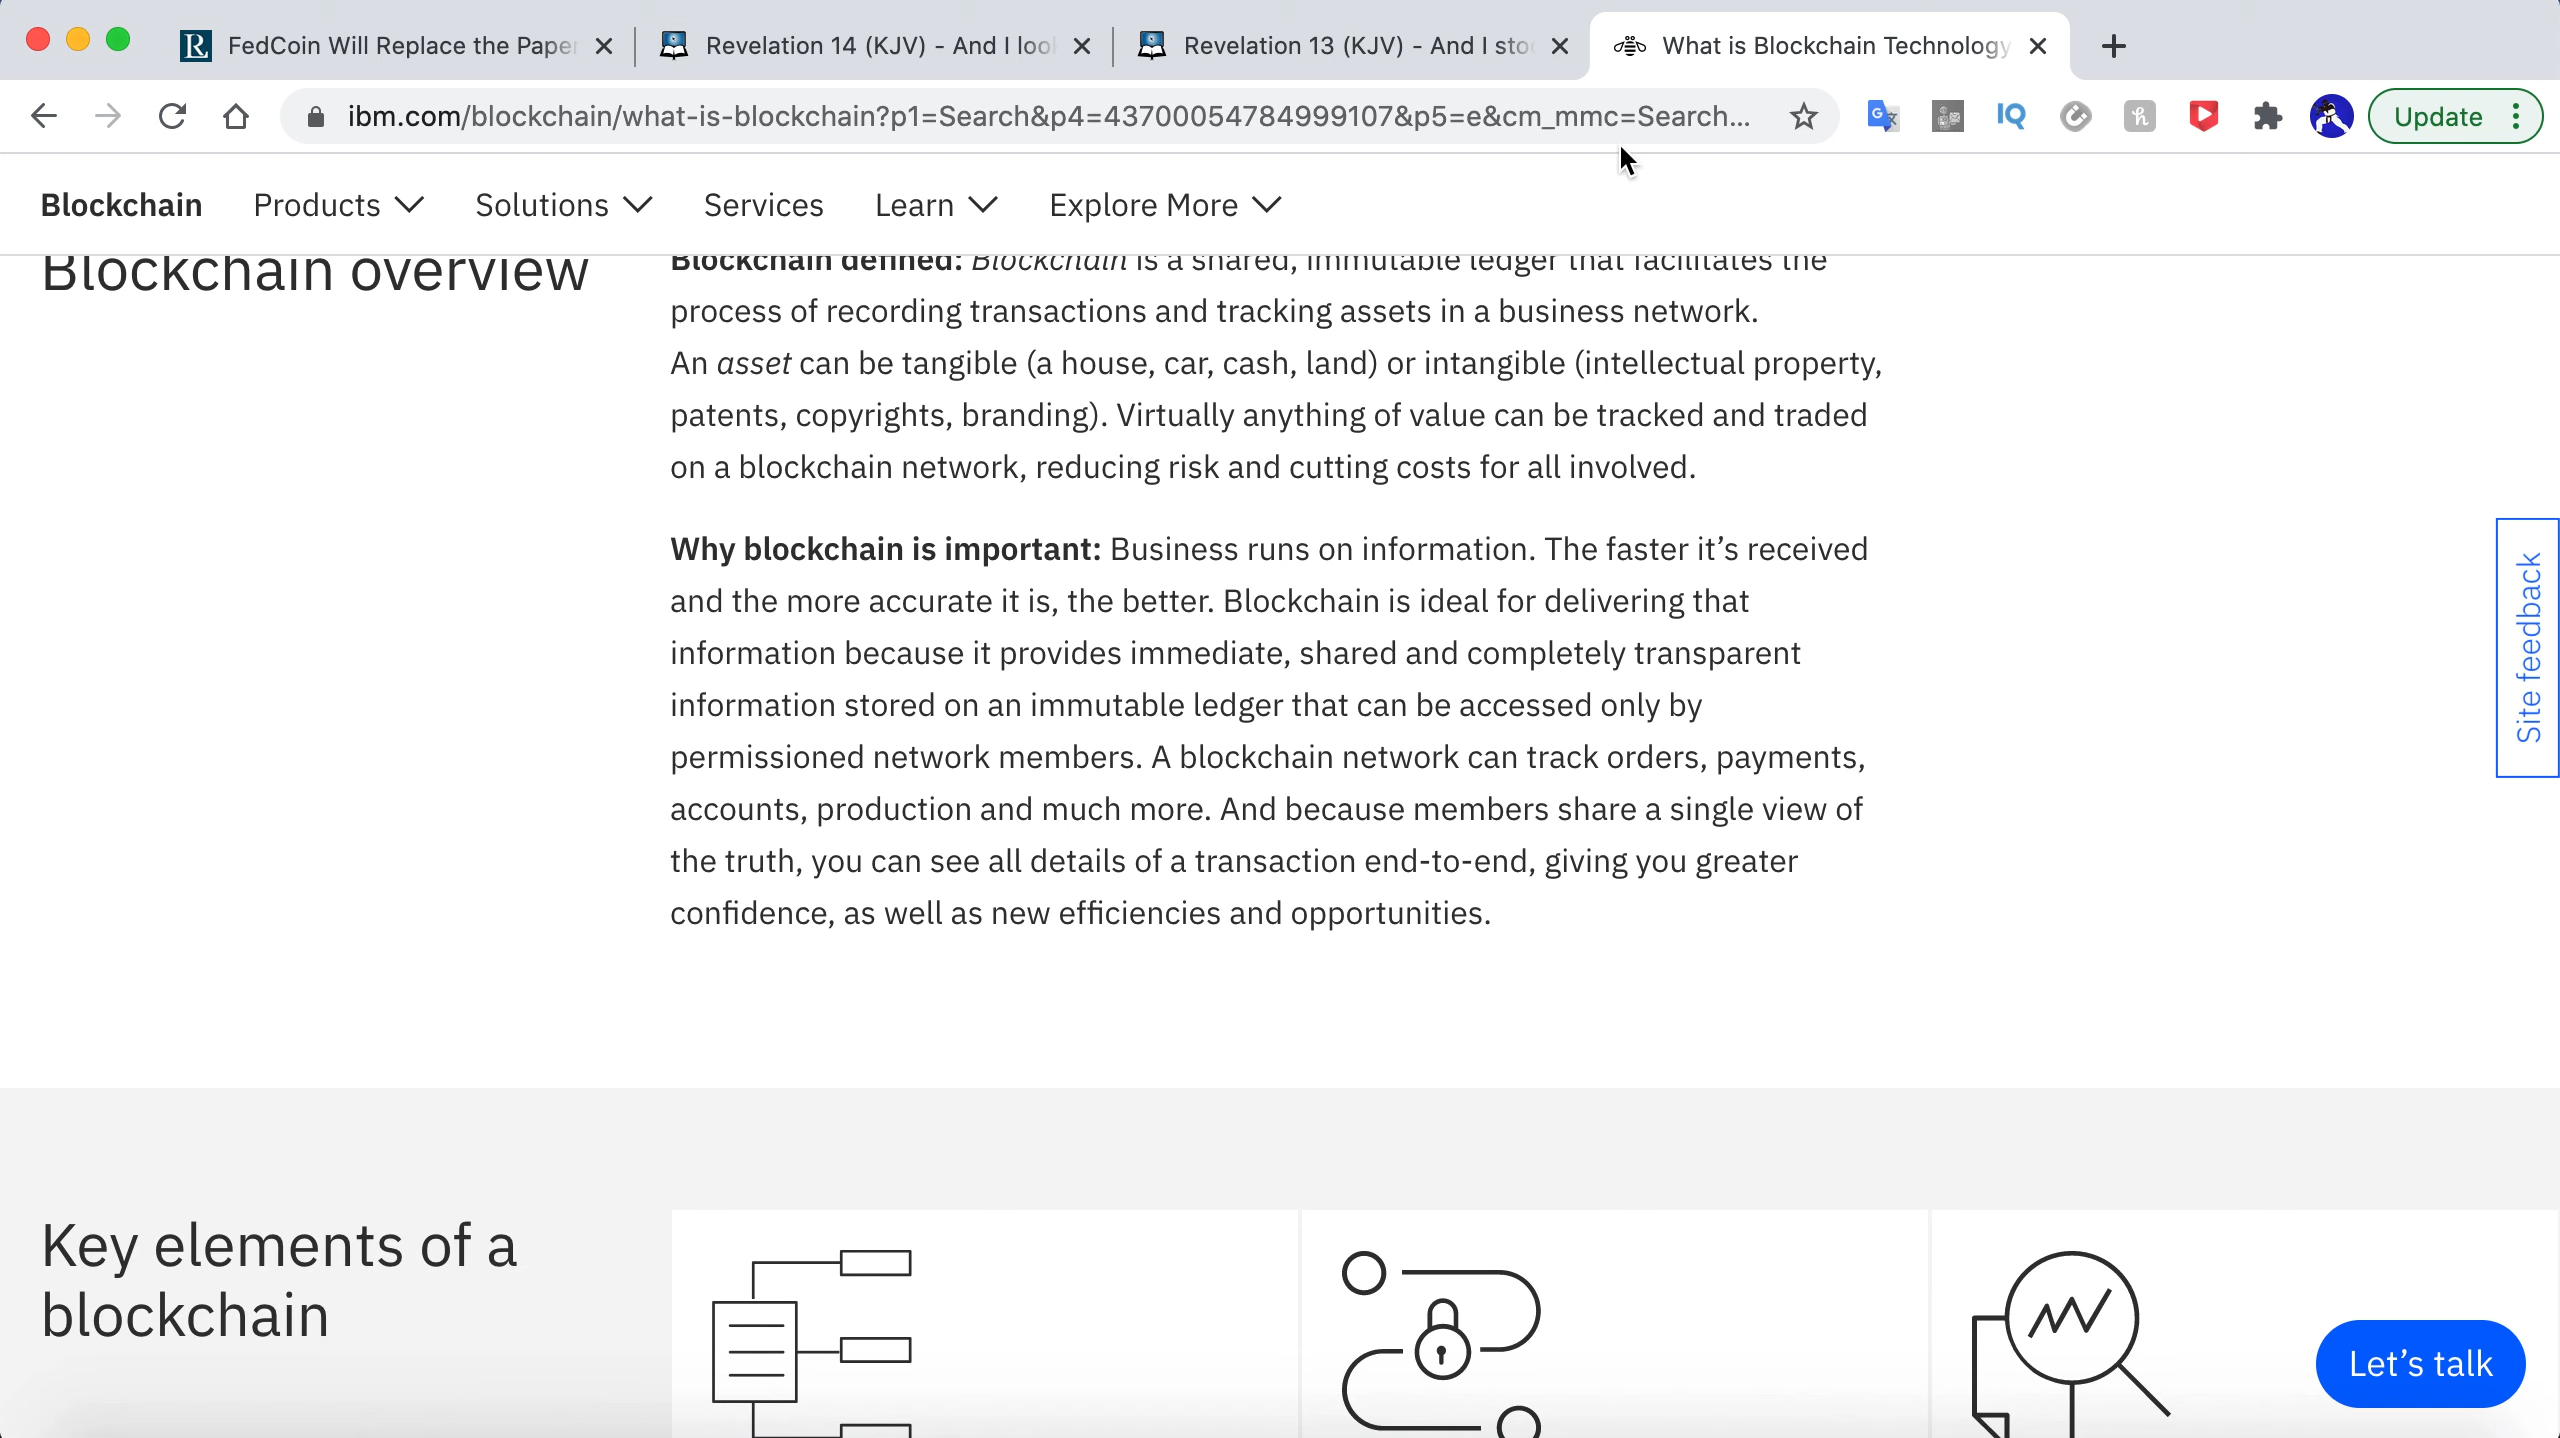 FedCoin Will Replace the Paper
Revelation 14 (KJV) - And I look
Revelation 13 (KJV) - And I stoo
What is Blockchain Technology
ibm.com/blockchain/what-is-blockchain?p1=Search&p4=43700054784999107&p5=e&cm_mmc=Search...
IQ
Update
Blockchain Products Solutions Services Learn Explore More
Blockchain overview
Blockchain defined: Blockchain is a shared, immutable ledger that facilitates the
process of recording transactions and tracking assets in a business network.
An asset can be tangible (a house, car, cash, land) or intangible (intellectual property,
patents, copyrights, branding). Virtually anything of value can be tracked and traded
on a blockchain network, reducing risk and cutting costs for all involved.
Why blockchain is important: Business runs on information. The faster it’s received
and the more accurate it is, the better. Blockchain is ideal for delivering that
information because it provides immediate, shared and completely transparent
information stored on an immutable ledger that can be accessed only by
permissioned network members. A blockchain network can track orders, payments,
accounts, production and much more. And because members share a single view of
the truth, you can see all details of a transaction end-to-end, giving you greater
confidence, as well as new efficiencies and opportunities.
Site feedback
Key elements of a
blockchain
Let’s talk